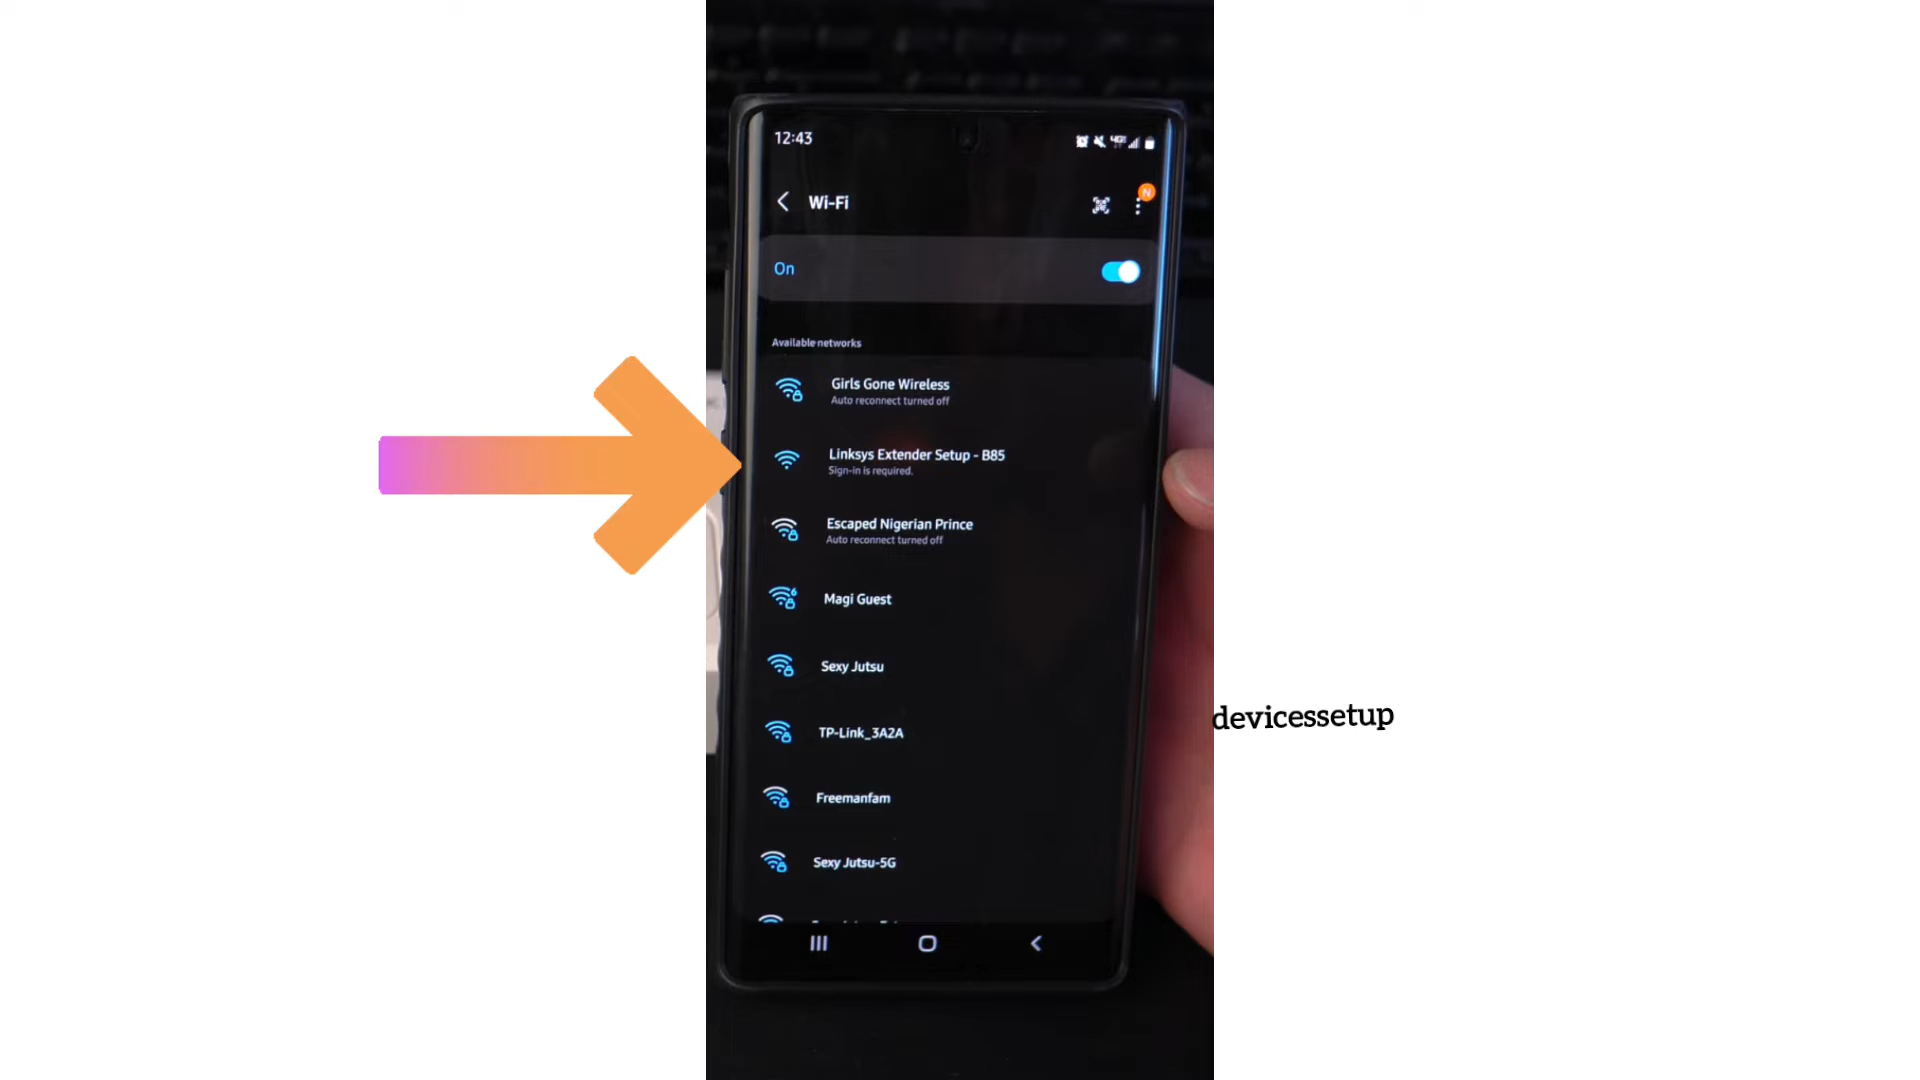 12:43
Wi-Fi
N
On
Available networks
Girls Gone Wireless
Auto reconnect turned off
Linksys Extender Setup - B85
Sign-in is required.
Escaped Nigerian Prince
Auto reconnect turned off
Magi Guest
Sexy Jutsu
devicessetup
TP-Link_3A2A
Freemanfam
Sexy Jutsu-5G